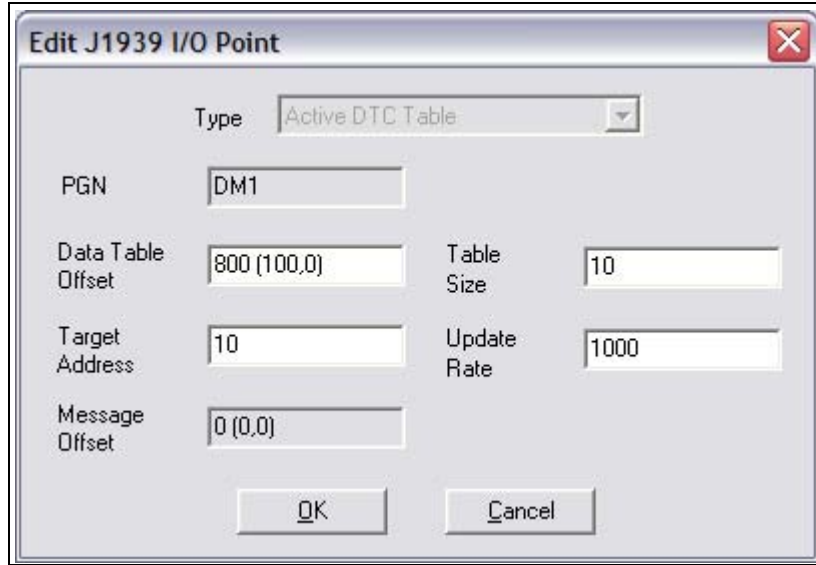 Edit J1939 I/O Point
Type Active DTC Table
PGN DM1
Data Table
Offset
800 (100,0)
Table
Size
10
Target
Address
10
Update
Rate
1000
Message
Offset
0 (0,0)
OK Cancel